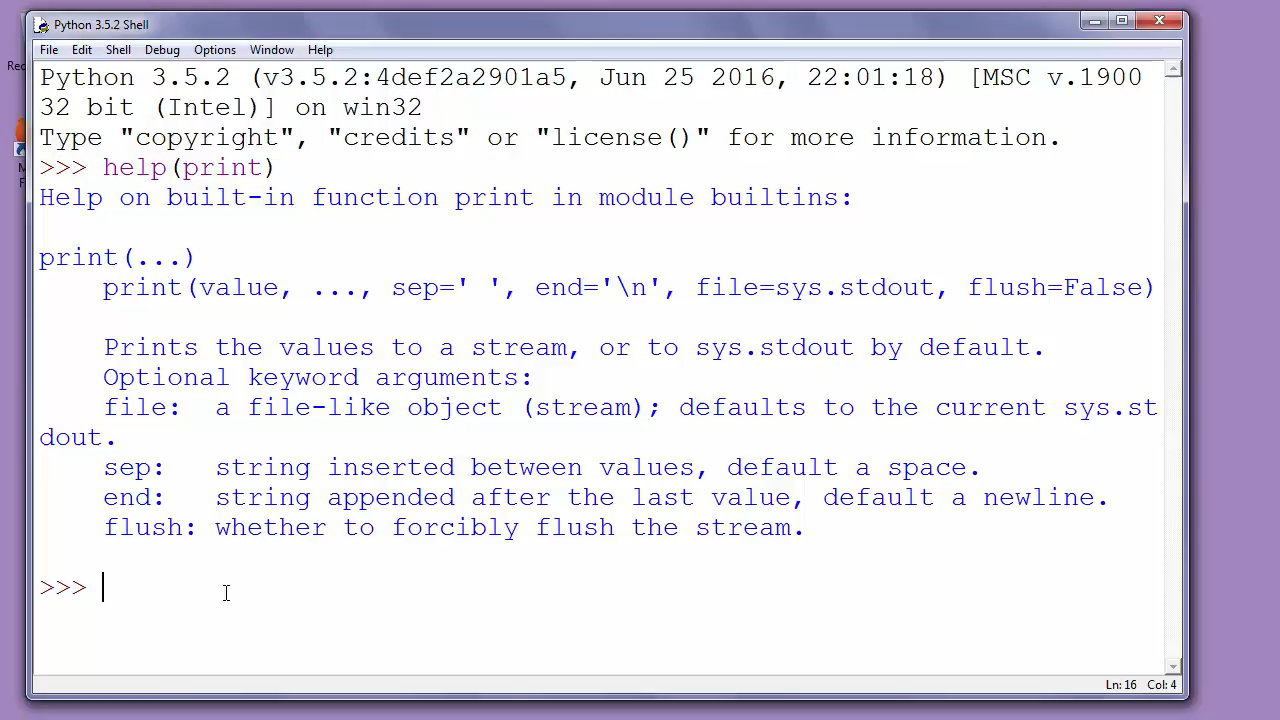 Python 3.5.2 Shell
File Edit Shell Debug Options Window Help
Python 3.5.2 (v3.5.2:4def2a2901a5, Jun 25 2016, 22:01:18) [MSC v.1900
32 bit (Intel)] on win32
Type "copyright", "credits" or "license()" for more information.
>>> help(print)
Help on built-in function print in module builtins:

print(...)
    print(value, ..., sep=' ', end='\n', file=sys.stdout, flush=False)

    Prints the values to a stream, or to sys.stdout by default.
    Optional keyword arguments:
    file:  a file-like object (stream); defaults to the current sys.st
dout.
    sep:   string inserted between values, default a space.
    end:   string appended after the last value, default a newline.
    flush: whether to forcibly flush the stream.

>>>
Ln: 16 Col: 4